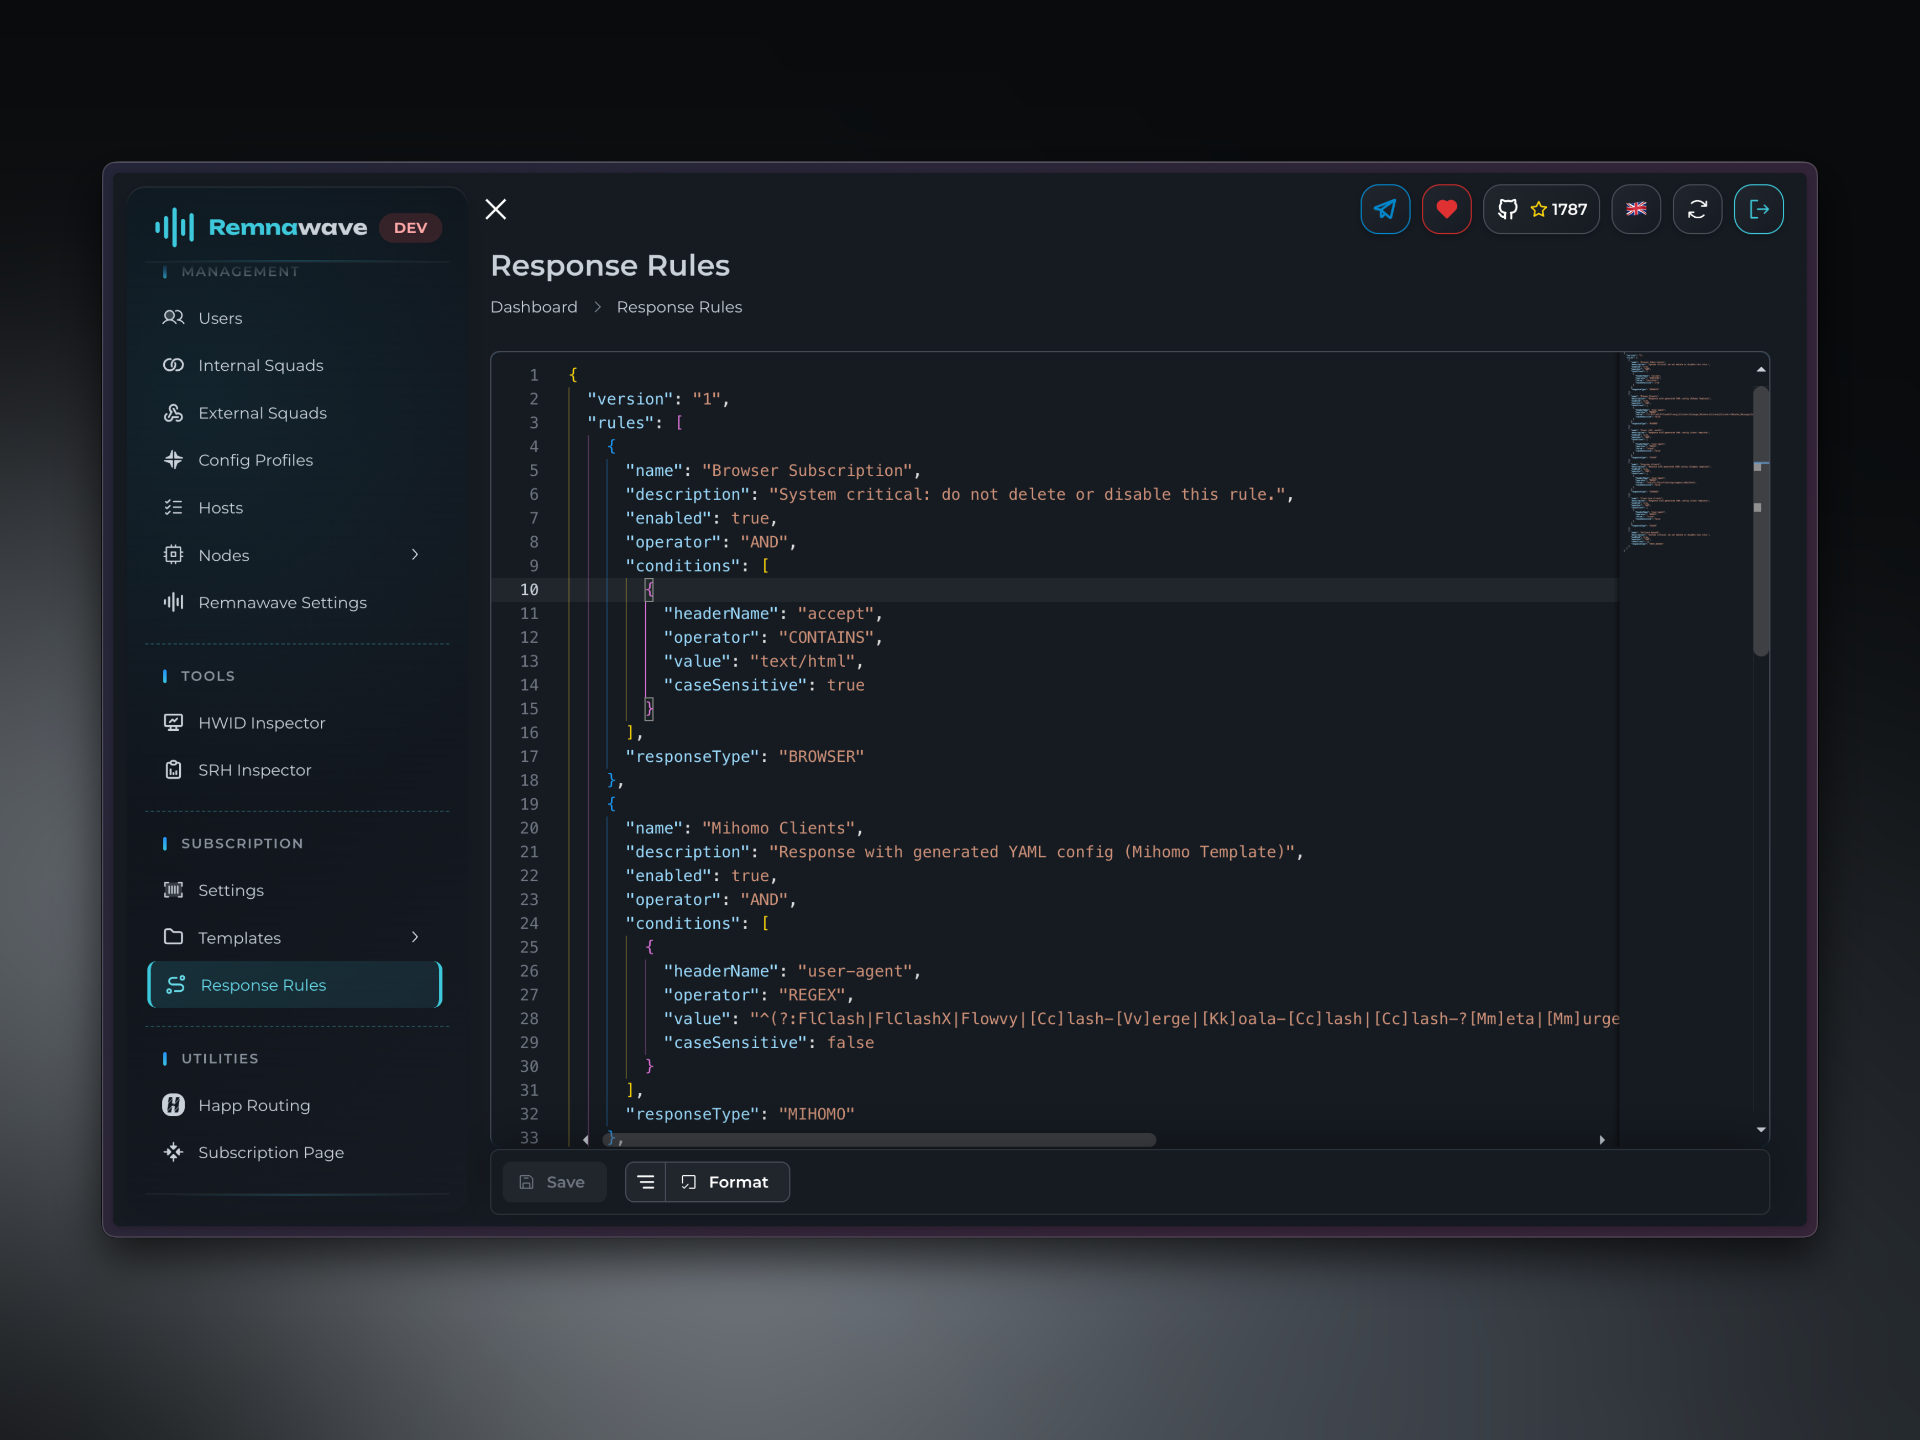 Remnawave DEV
MANAGEMENT
Users
Internal Squads
External Squads
Config Profiles
Hosts
Nodes
Remnawave Settings
TOOLS
HWID Inspector
SRH Inspector
SUBSCRIPTION
Settings
Templates
Response Rules
UTILITIES
Happ Routing
Subscription Page
1787
Response Rules
Dashboard > Response Rules
1 {
2 "version": "1",
3 "rules": [
4 {
5 "name": "Browser Subscription",
6 "description": "System critical: do not delete or disable this rule.",
7 "enabled": true,
8 "operator": "AND",
9 "conditions": [
10 {
11 "headerName": "accept",
12 "operator": "CONTAINS",
13 "value": "text/html",
14 "caseSensitive": true
15 }
16 ],
17 "responseType": "BROWSER"
18 },
19 {
20 "name": "Mihomo Clients",
21 "description": "Response with generated YAML config (Mihomo Template)",
22 "enabled": true,
23 "operator": "AND",
24 "conditions": [
25 {
26 "headerName": "user-agent",
27 "operator": "REGEX",
28 "value": "^(?:FlClash|FlClashX|Flowvy|[Cc]lash-[Vv]erge|[Kk]oala-[Cc]lash|[Cc]lash-?[Mm]eta|[Mm]urge
29 "caseSensitive": false
30 }
31 ],
32 "responseType": "MIHOMO"
33 },
Save
Format